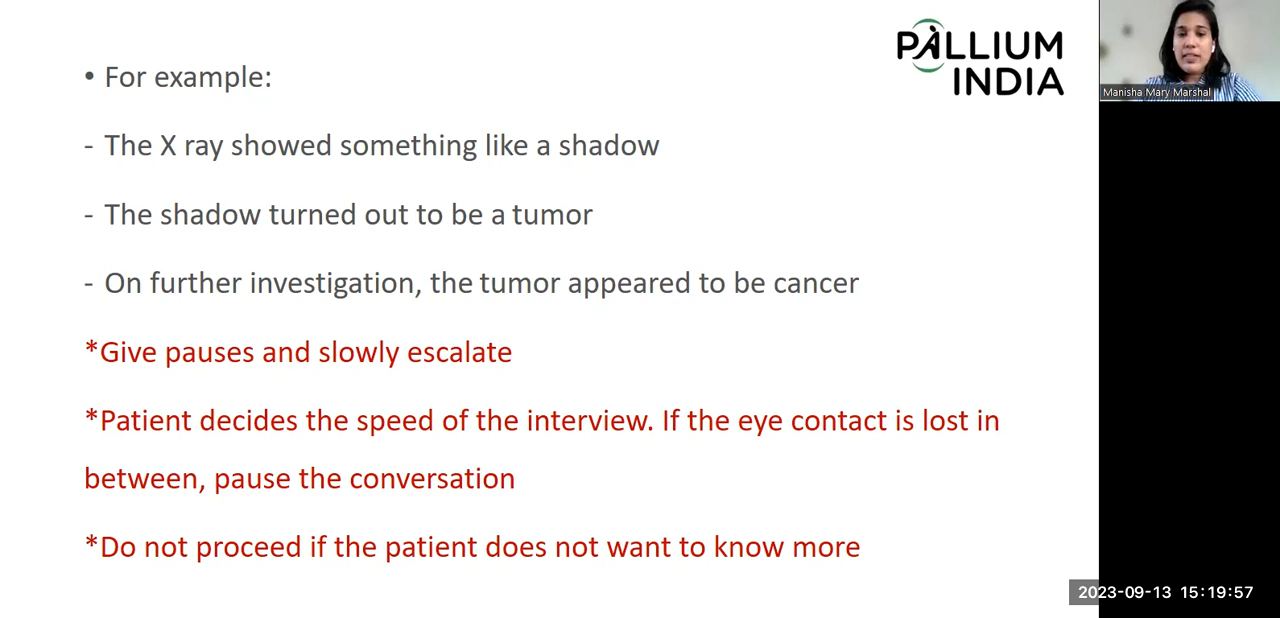 PALLIUM
INDIA
Manisha Mary Marshal
• For example:
- The X ray showed something like a shadow
- The shadow turned out to be a tumor
- On further investigation, the tumor appeared to be cancer
*Give pauses and slowly escalate
*Patient decides the speed of the interview. If the eye contact is lost in
between, pause the conversation
*Do not proceed if the patient does not want to know more
2023-09-13 15:19:57